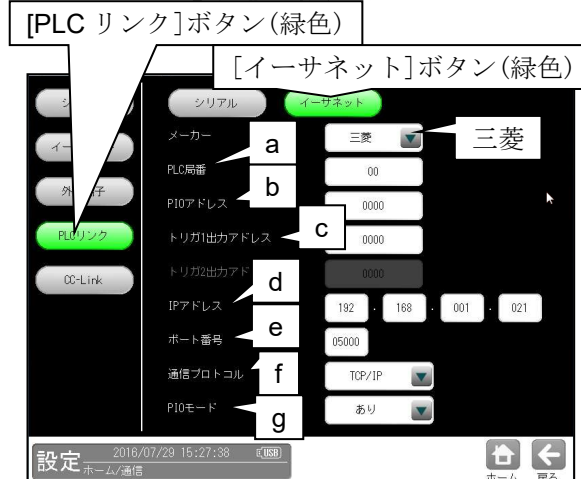 [PLC リンク]ボタン(緑色)
[イーサネット]ボタン(緑色)
シリアル
イーサネット
メーカー
三菱
三菱
a
PLC局番
00
b
PIOアドレス
0000
c
トリガ1出力アドレス
0000
PLCリンク
トリガ2出力アド
0000
CC-Link
d
IPアドレス
192 . 168 . 001 . 021
e
ポート番号
05000
f
通信プロトコル
TCP/IP
g
PIOモード
あり
設定
2016/07/29 15:27:38
USB
ホーム/通信
ホーム
戻る